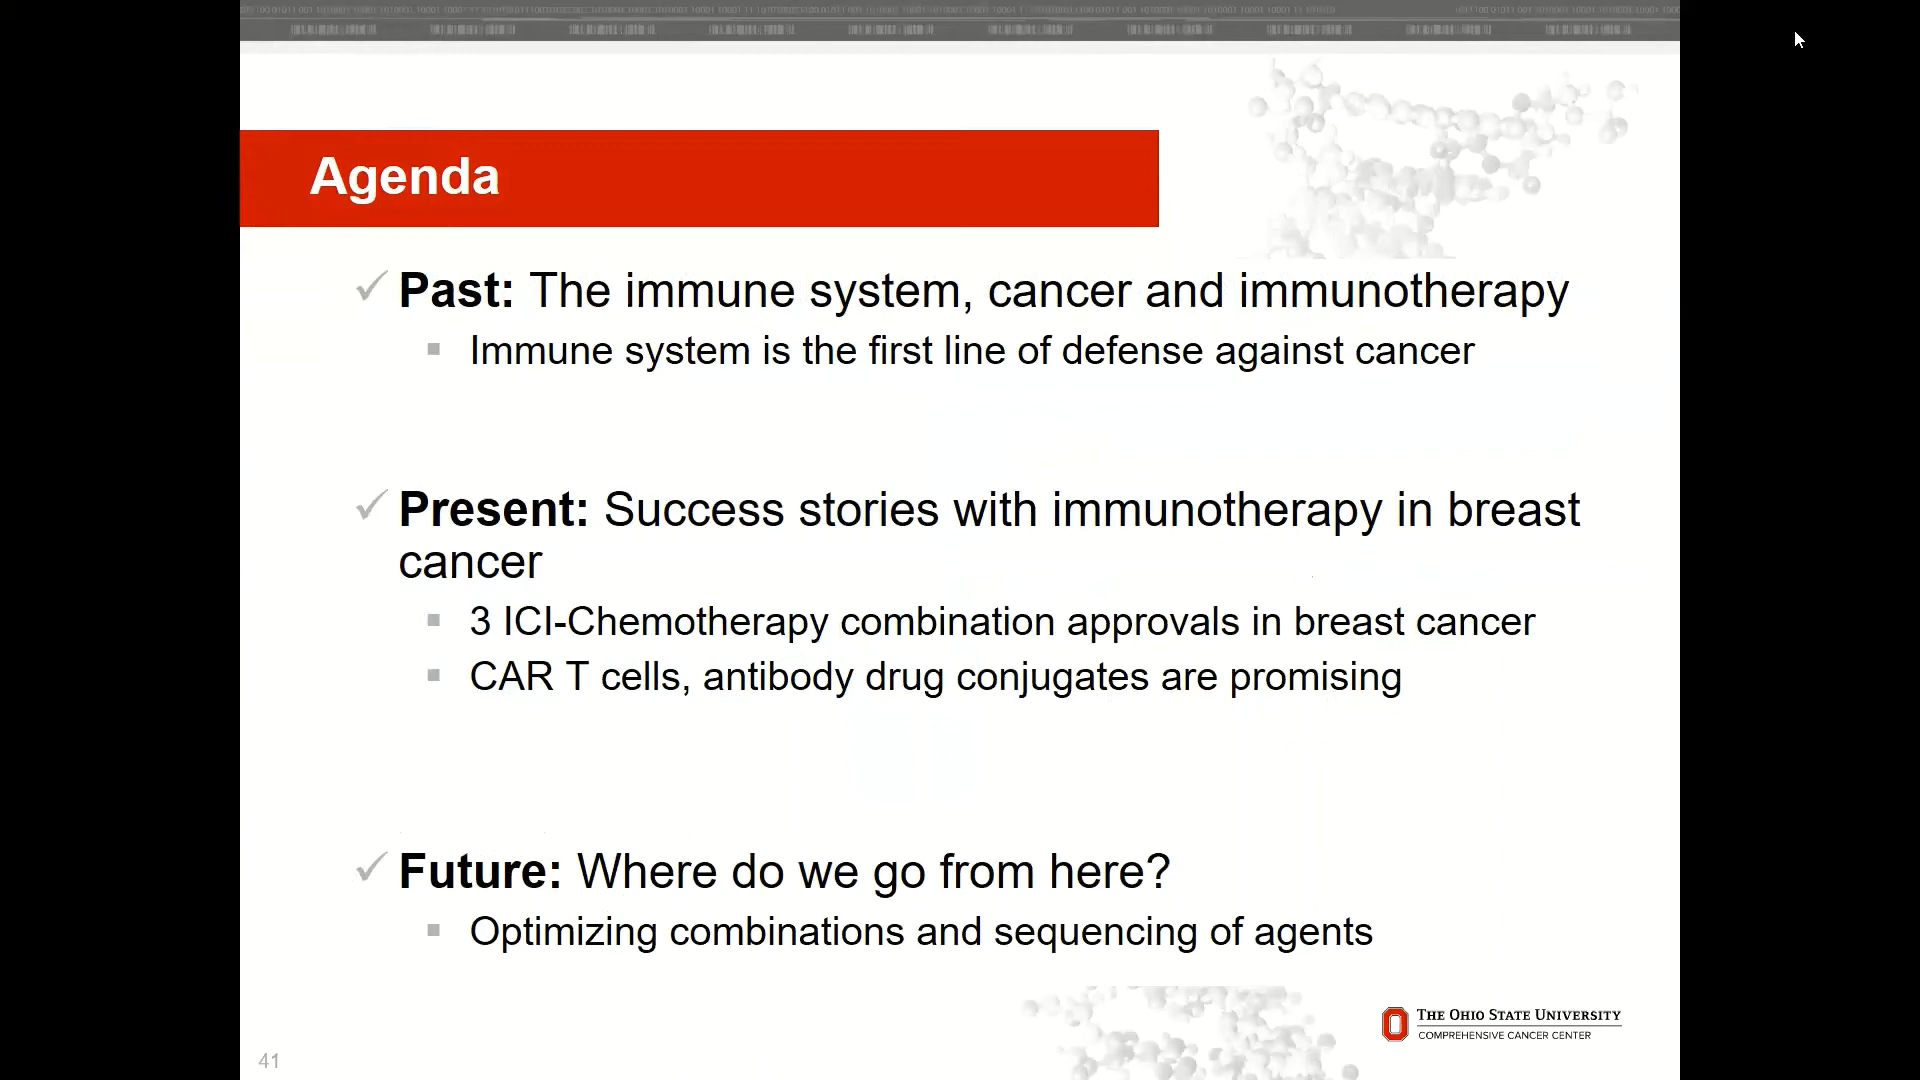 Agenda
✓ Past: The immune system, cancer and immunotherapy
▪ Immune system is the first line of defense against cancer
✓ Present: Success stories with immunotherapy in breast
cancer
▪ 3 ICI-Chemotherapy combination approvals in breast cancer
▪ CAR T cells, antibody drug conjugates are promising
✓ Future: Where do we go from here?
▪ Optimizing combinations and sequencing of agents
THE OHIO STATE UNIVERSITY
COMPREHENSIVE CANCER CENTER
41